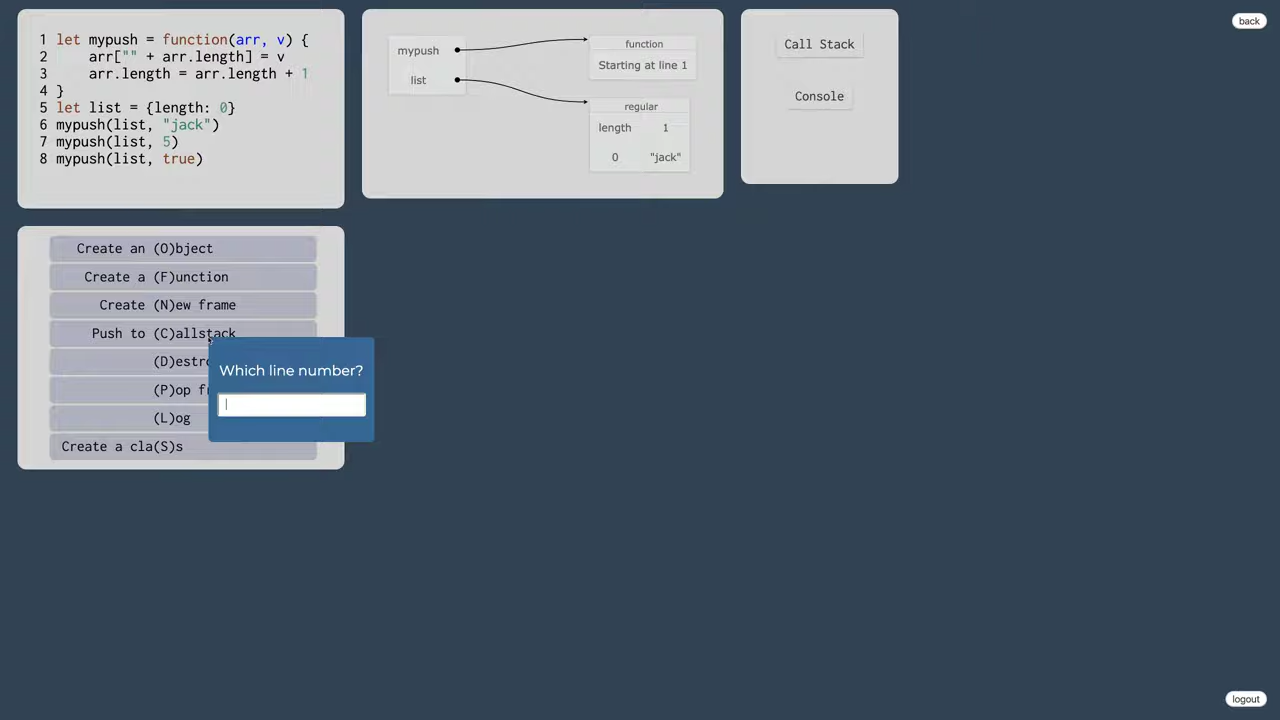 1 let mypush = function(arr, v) {
2     arr["" + arr.length] = v
3     arr.length = arr.length + 1
4 }
5 let list = {length: 0}
6 mypush(list, "jack")
7 mypush(list, 5)
8 mypush(list, true)
mypush
list
function
Starting at line 1
regular
length 1
0 "jack"
Call Stack
Console
back
Create an (O)bject
Create a (F)unction
Create (N)ew frame
Push to (C)allstack
(D)estro
(P)op fr
(L)og
Create a cla(S)s
Which line number?
logout